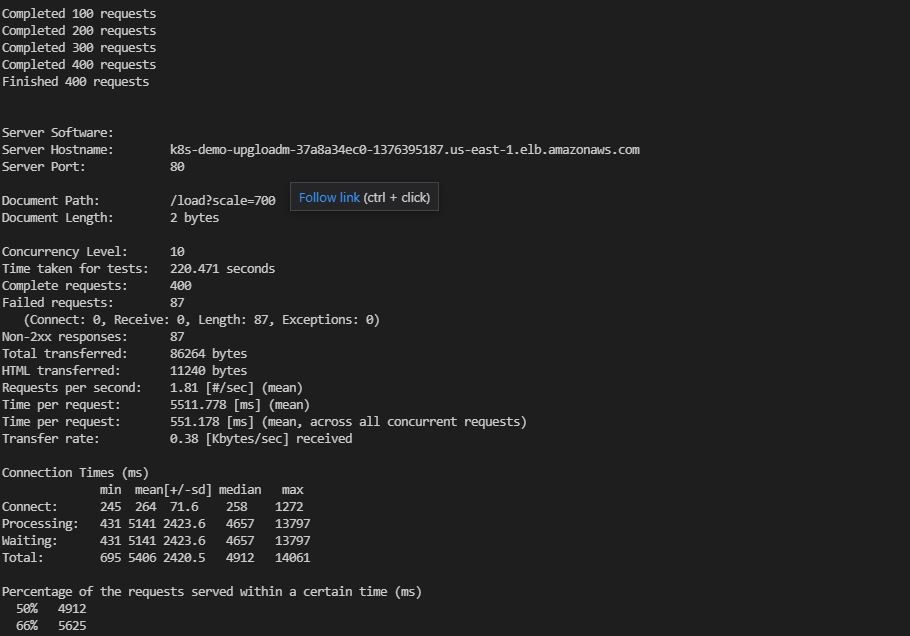 Completed 100 requests
Completed 200 requests
Completed 300 requests
Completed 400 requests
Finished 400 requests
Server Software:
Server Hostname: k8s-demo-upgloadm-37a8a34ec0-1376395187.us-east-1.elb.amazonaws.com
Server Port: 80
Document Path: /load?scale=700
Follow link (ctrl + click)
Document Length: 2 bytes
Concurrency Level: 10
Time taken for tests: 220.471 seconds
Complete requests: 400
Failed requests: 87
(Connect: 0, Receive: 0, Length: 87, Exceptions: 0)
Non-2xx responses: 87
Total transferred: 86264 bytes
HTML transferred: 11240 bytes
Requests per second: 1.81 [#/sec] (mean)
Time per request: 5511.778 [ms] (mean)
Time per request: 551.178 [ms] (mean, across all concurrent requests)
Transfer rate: 0.38 [Kbytes/sec] received
Connection Times (ms)
min mean[+/-sd] median max
Connect: 245 264 71.6 258 1272
Processing: 431 5141 2423.6 4657 13797
Waiting: 431 5141 2423.6 4657 13797
Total: 695 5406 2420.5 4912 14061
Percentage of the requests served within a certain time (ms)
50% 4912
66% 5625